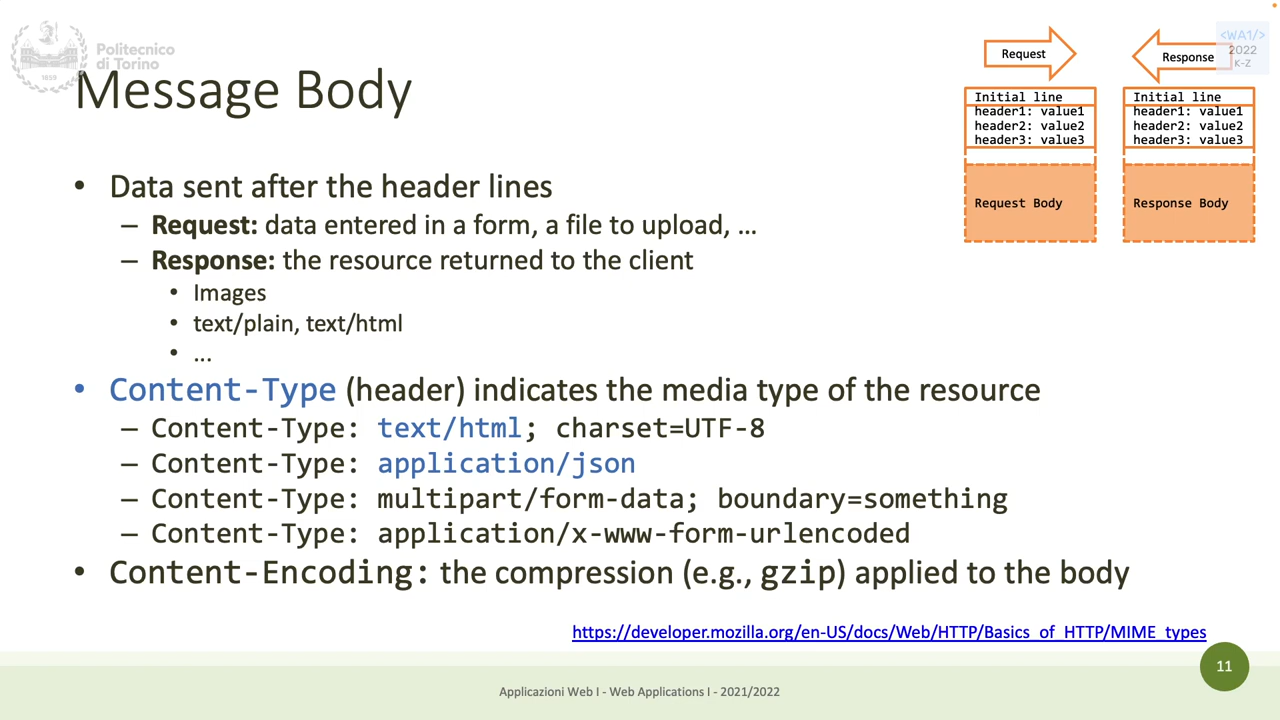 Politecnico
di Torino
1859
Message Body
<WA1/>
2022
K-Z
Request
Response
Initial line
header1: value1
header2: value2
header3: value3
Request Body
Initial line
header1: value1
header2: value2
header3: value3
Response Body
• Data sent after the header lines
– Request: data entered in a form, a file to upload, …
– Response: the resource returned to the client
• Images
• text/plain, text/html
• ...
• Content-Type (header) indicates the media type of the resource
– Content-Type: text/html; charset=UTF-8
– Content-Type: application/json
– Content-Type: multipart/form-data; boundary=something
– Content-Type: application/x-www-form-urlencoded
• Content-Encoding: the compression (e.g., gzip) applied to the body
https://developer.mozilla.org/en-US/docs/Web/HTTP/Basics_of_HTTP/MIME_types
11
Applicazioni Web I - Web Applications I - 2021/2022